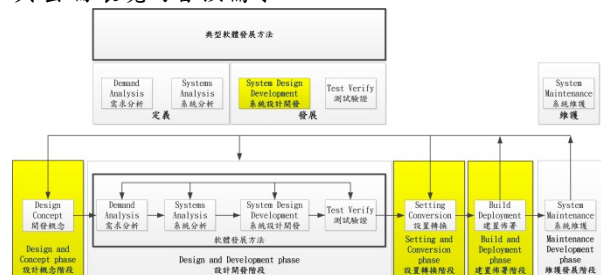 典型軟體發展方法
Demand
Analysis
需求分析
Systems
Analysis
系統分析
定義
System Design
Development
系統設計開發
Test Verify
測試驗證
發展
System
Maintenance
系統維護
維護
Design
Concept
開發概念
Design and
Concept phase
設計概念階段
Demand
Analysis
需求分析
Systems
Analysis
系統分析
System Design
Development
系統設計開發
Test Verify
測試驗證
軟體發展方法
Design and Development phase
設計開發階段
Setting
Conversion
設置轉換
Setting and
Conversion
phase
設置轉換階段
Build
Deployment
建置佈署
Build and
Deployment
phase
建置佈署階段
System
Maintenance
系統維護
Maintenance
Development
phase
維護發展階段